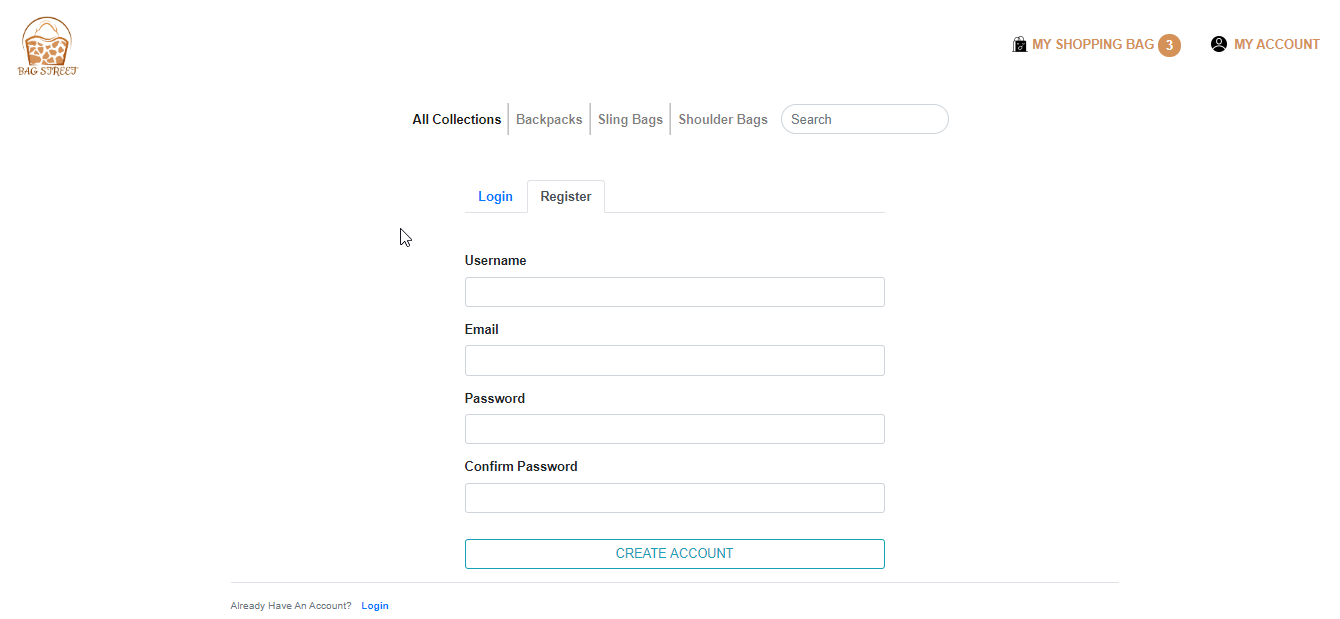 BAG STREET
MY SHOPPING BAG 3 MY ACCOUNT
All Collections Backpacks Sling Bags Shoulder Bags Search
Login Register
Username
Email
Password
Confirm Password
CREATE ACCOUNT
Already Have An Account? Login